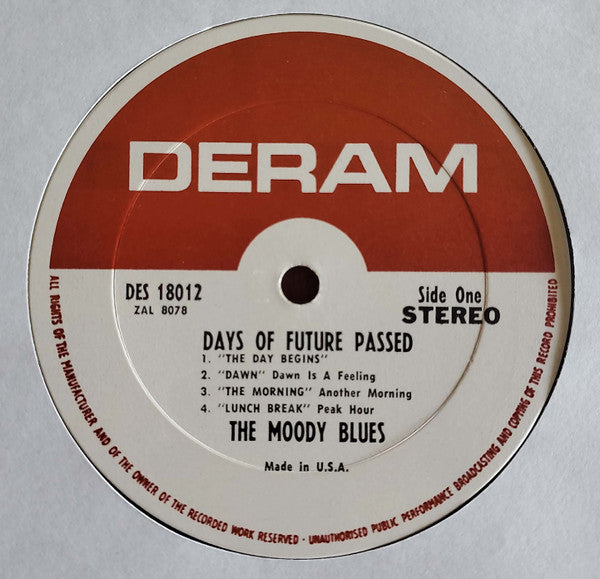 DERAM
DES 18012
ZAL 8078
Side One
STEREO
DAYS OF FUTURE PASSED
1. "THE DAY BEGINS"
2. "DAWN" Dawn Is A Feeling
3. "THE MORNING" Another Morning
4. "LUNCH BREAK" Peak Hour
THE MOODY BLUES
Made in U.S.A.
ALL RIGHTS OF THE MANUFACTURER AND OF THE OWNER OF THE RECORDED WORK RESERVED · UNAUTHORISED PUBLIC PERFORMANCE BROADCASTING AND COPYING OF THIS RECORD PROHIBITED